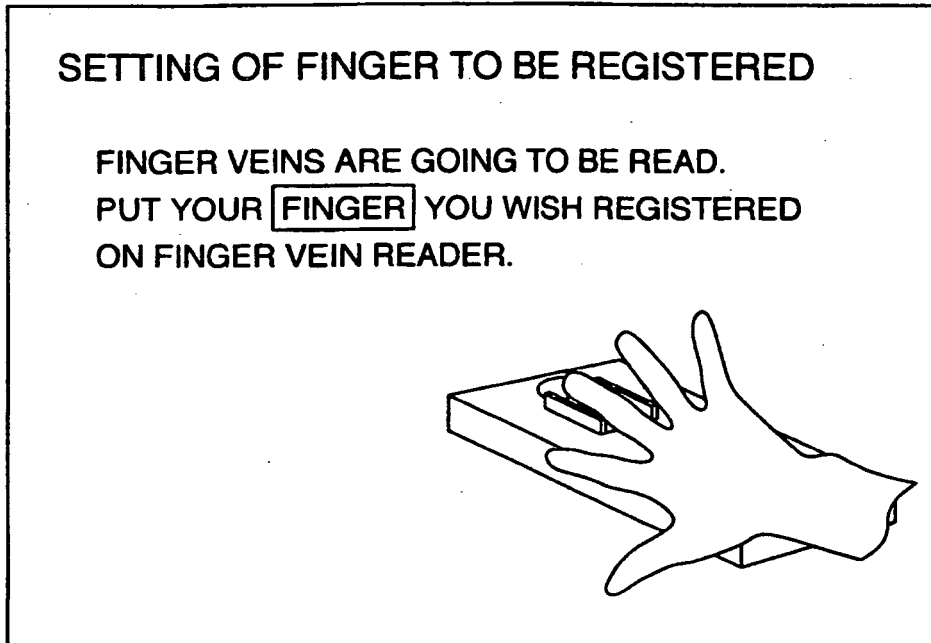 SETTING OF FINGER TO BE REGISTERED
FINGER VEINS ARE GOING TO BE READ.
PUT YOUR FINGER YOU WISH REGISTERED
ON FINGER VEIN READER.